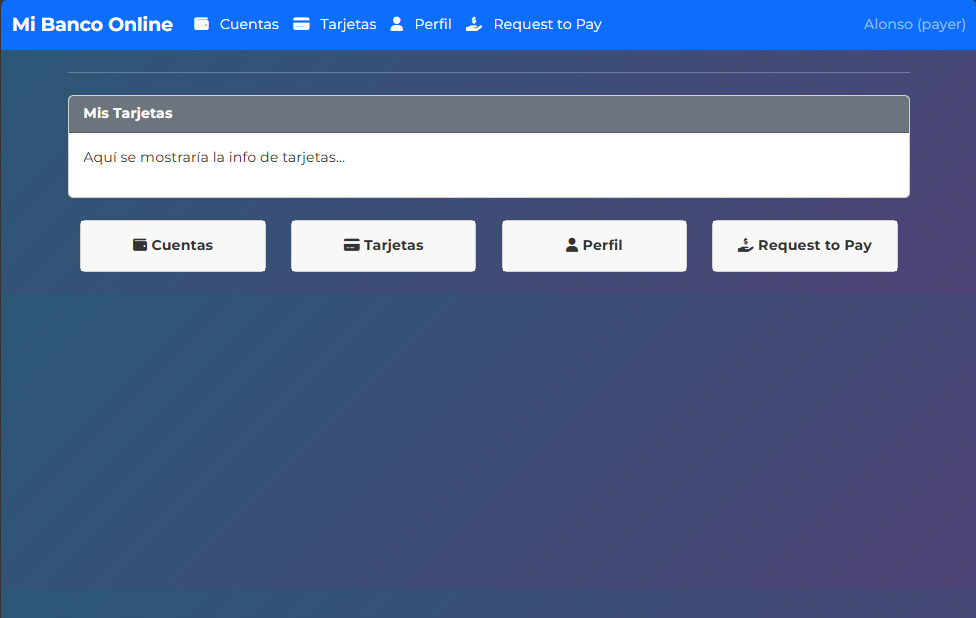 Mi Banco Online Cuentas Tarjetas Perfil Request to Pay Alonso (payer)
Mis Tarjetas
Aquí se mostraría la info de tarjetas...
Cuentas Tarjetas Perfil Request to Pay